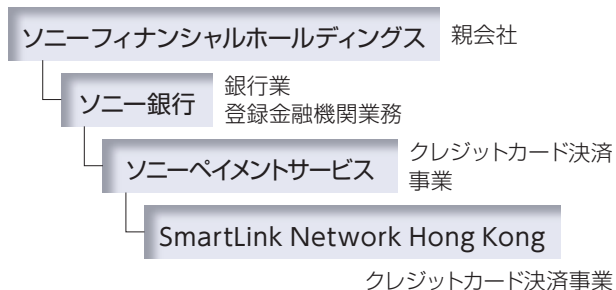 ソニーフィナンシャルホールディングス 親会社
ソニー銀行 銀行業
登録金融機関業務
ソニーペイメントサービス クレジットカード決済
事業
SmartLink Network Hong Kong
クレジットカード決済事業